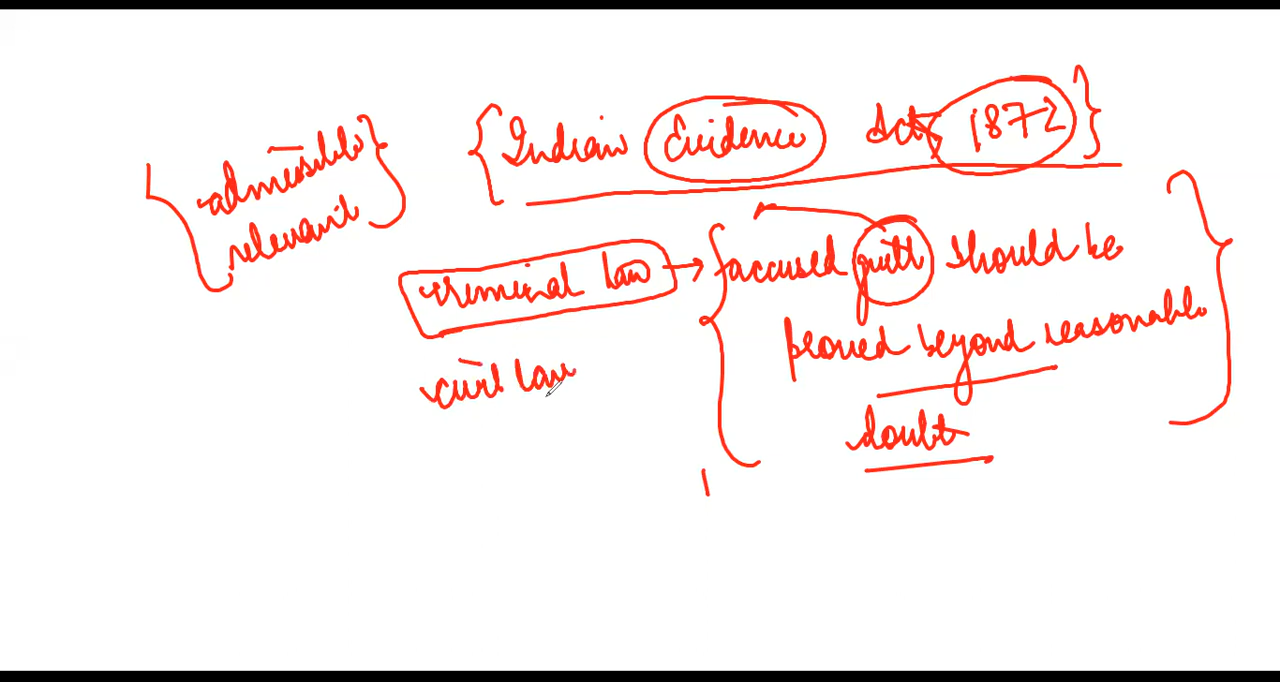 Indian Evidence Act, 1872
admissible
relevant
criminal law → accused guilt should be
proved beyond reasonable
doubt
civil law